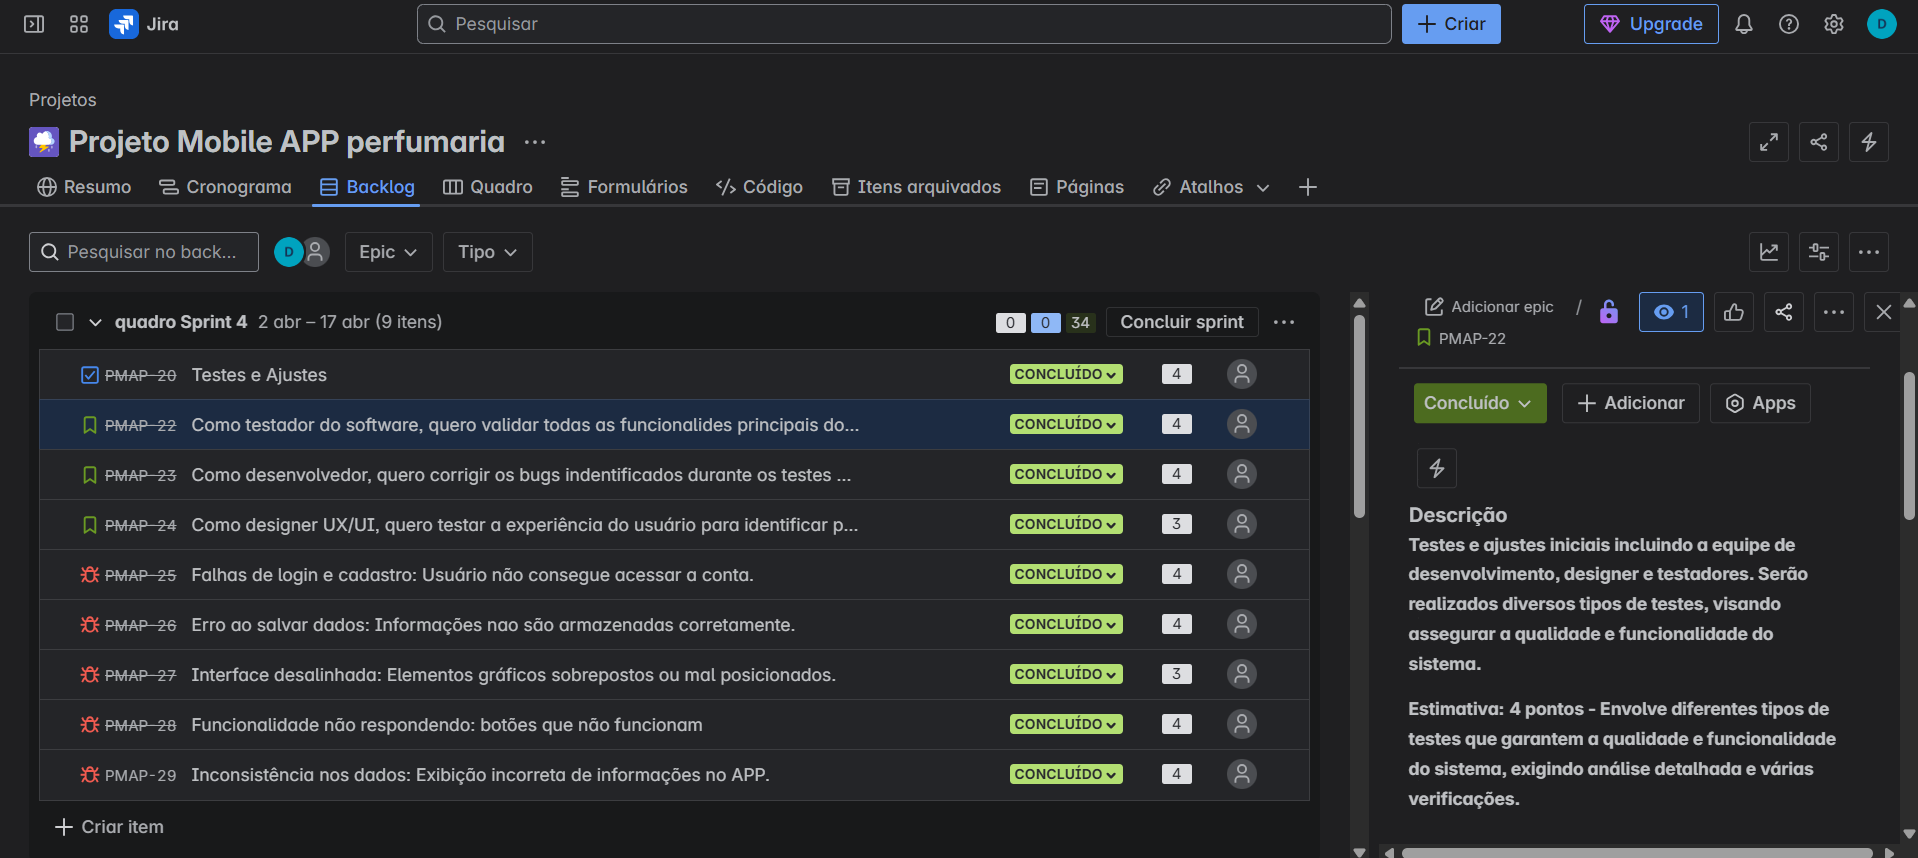 Jira
Pesquisar
Criar
Upgrade
D
Projetos
Projeto Mobile APP perfumaria
Resumo
Cronograma
Backlog
Quadro
Formulários
Código
Itens arquivados
Páginas
Atalhos
Pesquisar no back...
D
Epic
Tipo
quadro Sprint 4 2 abr – 17 abr (9 itens)
0 0 34
Concluir sprint
PMAP-20 Testes e Ajustes CONCLUÍDO 4
PMAP-22 Como testador do software, quero validar todas as funcionalides principais do... CONCLUÍDO 4
PMAP-23 Como desenvolvedor, quero corrigir os bugs indentificados durante os testes ... CONCLUÍDO 4
PMAP-24 Como designer UX/UI, quero testar a experiência do usuário para identificar p... CONCLUÍDO 3
PMAP-25 Falhas de login e cadastro: Usuário não consegue acessar a conta. CONCLUÍDO 4
PMAP-26 Erro ao salvar dados: Informações nao são armazenadas corretamente. CONCLUÍDO 4
PMAP-27 Interface desalinhada: Elementos gráficos sobrepostos ou mal posicionados. CONCLUÍDO 3
PMAP-28 Funcionalidade não respondendo: botões que não funcionam CONCLUÍDO 4
PMAP-29 Inconsistência nos dados: Exibição incorreta de informações no APP. CONCLUÍDO 4
Criar item
Adicionar epic /
1
PMAP-22
Concluído
Adicionar
Apps
Descrição
Testes e ajustes iniciais incluindo a equipe de
desenvolvimento, designer e testadores. Serão
realizados diversos tipos de testes, visando
assegurar a qualidade e funcionalidade do
sistema.
Estimativa: 4 pontos - Envolve diferentes tipos de
testes que garantem a qualidade e funcionalidade
do sistema, exigindo análise detalhada e várias
verificações.